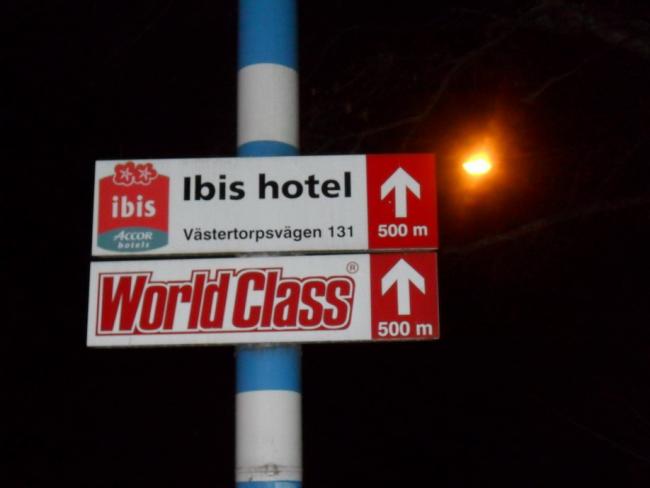 ibis
ACCOR
hotels
Ibis hotel
Västertorpsvägen 131
500 m
World Class®
500 m